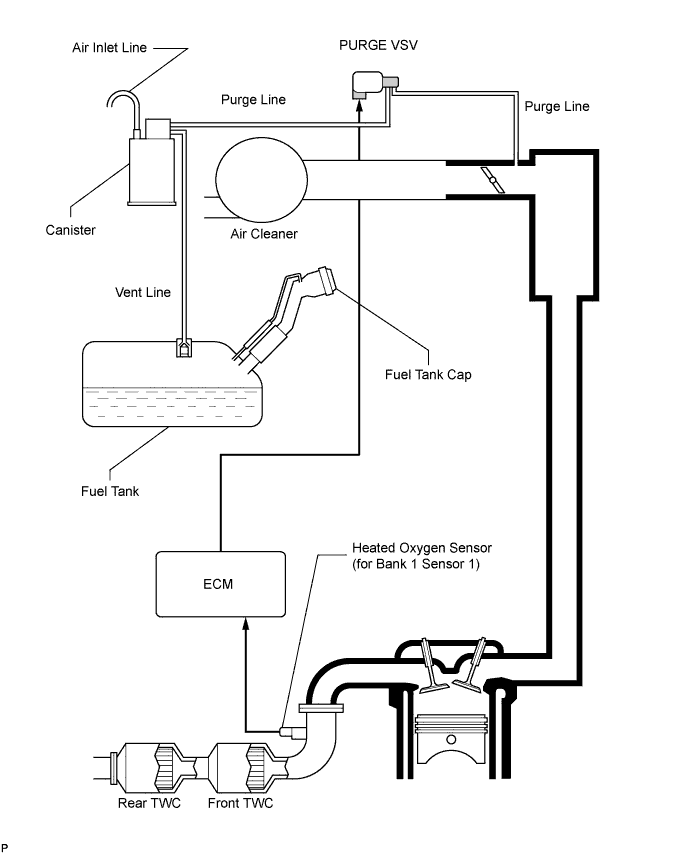 Air Inlet Line
PURGE VSV
Purge Line
Purge Line
Canister
Air Cleaner
Vent Line
Fuel Tank Cap
Fuel Tank
Heated Oxygen Sensor
(for Bank 1 Sensor 1)
ECM
Rear TWC
Front TWC
P